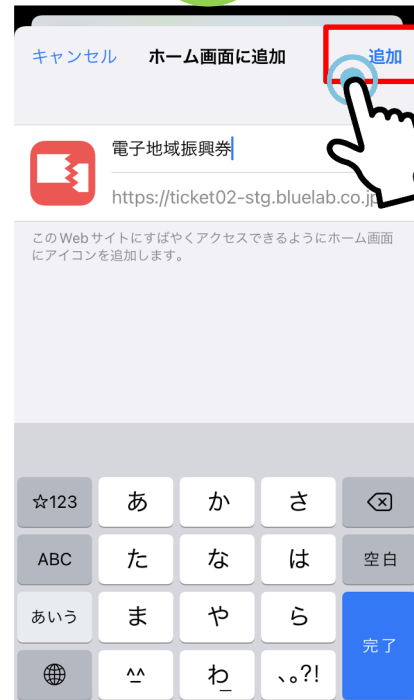 キャンセル ホーム画面に追加 追加
電子地域振興券
https://ticket02-stg.bluelab.co.jp
このWebサイトにすばやくアクセスできるようにホーム画面
にアイコンを追加します。
☆123 あ か さ
ABC た な は 空白
あいう ま や ら
完了
^^ わ 、。?!